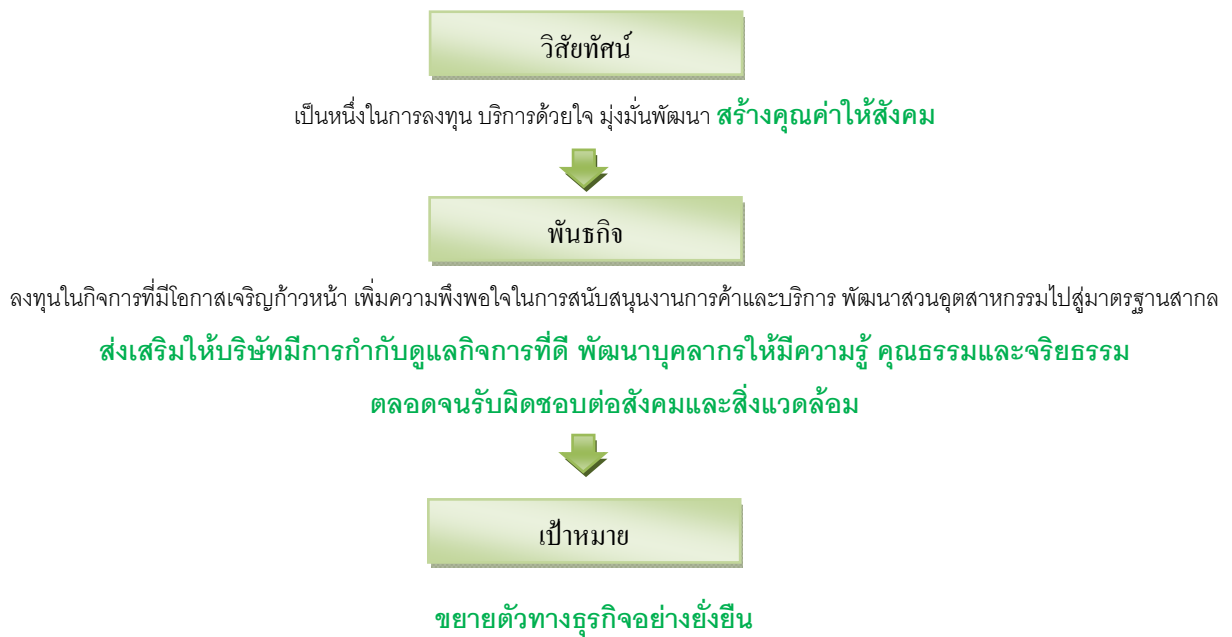 วิสัยทัศน์
เป็นหนึ่งในการลงทุน บริการด้วยใจ มุ่งมั่นพัฒนา สร้างคุณค่าให้สังคม
พันธกิจ
ลงทุนในกิจการที่มีโอกาสเจริญก้าวหน้า เพิ่มความพึงพอใจในการสนับสนุนงานการค้าและบริการ พัฒนาสวนอุตสาหกรรมไปสู่มาตรฐานสากล
ส่งเสริมให้บริษัทมีการกำกับดูแลกิจการที่ดี พัฒนาบุคลากรให้มีความรู้ คุณธรรมและจริยธรรม
ตลอดจนรับผิดชอบต่อสังคมและสิ่งแวดล้อม
เป้าหมาย
ขยายตัวทางธุรกิจอย่างยั่งยืน